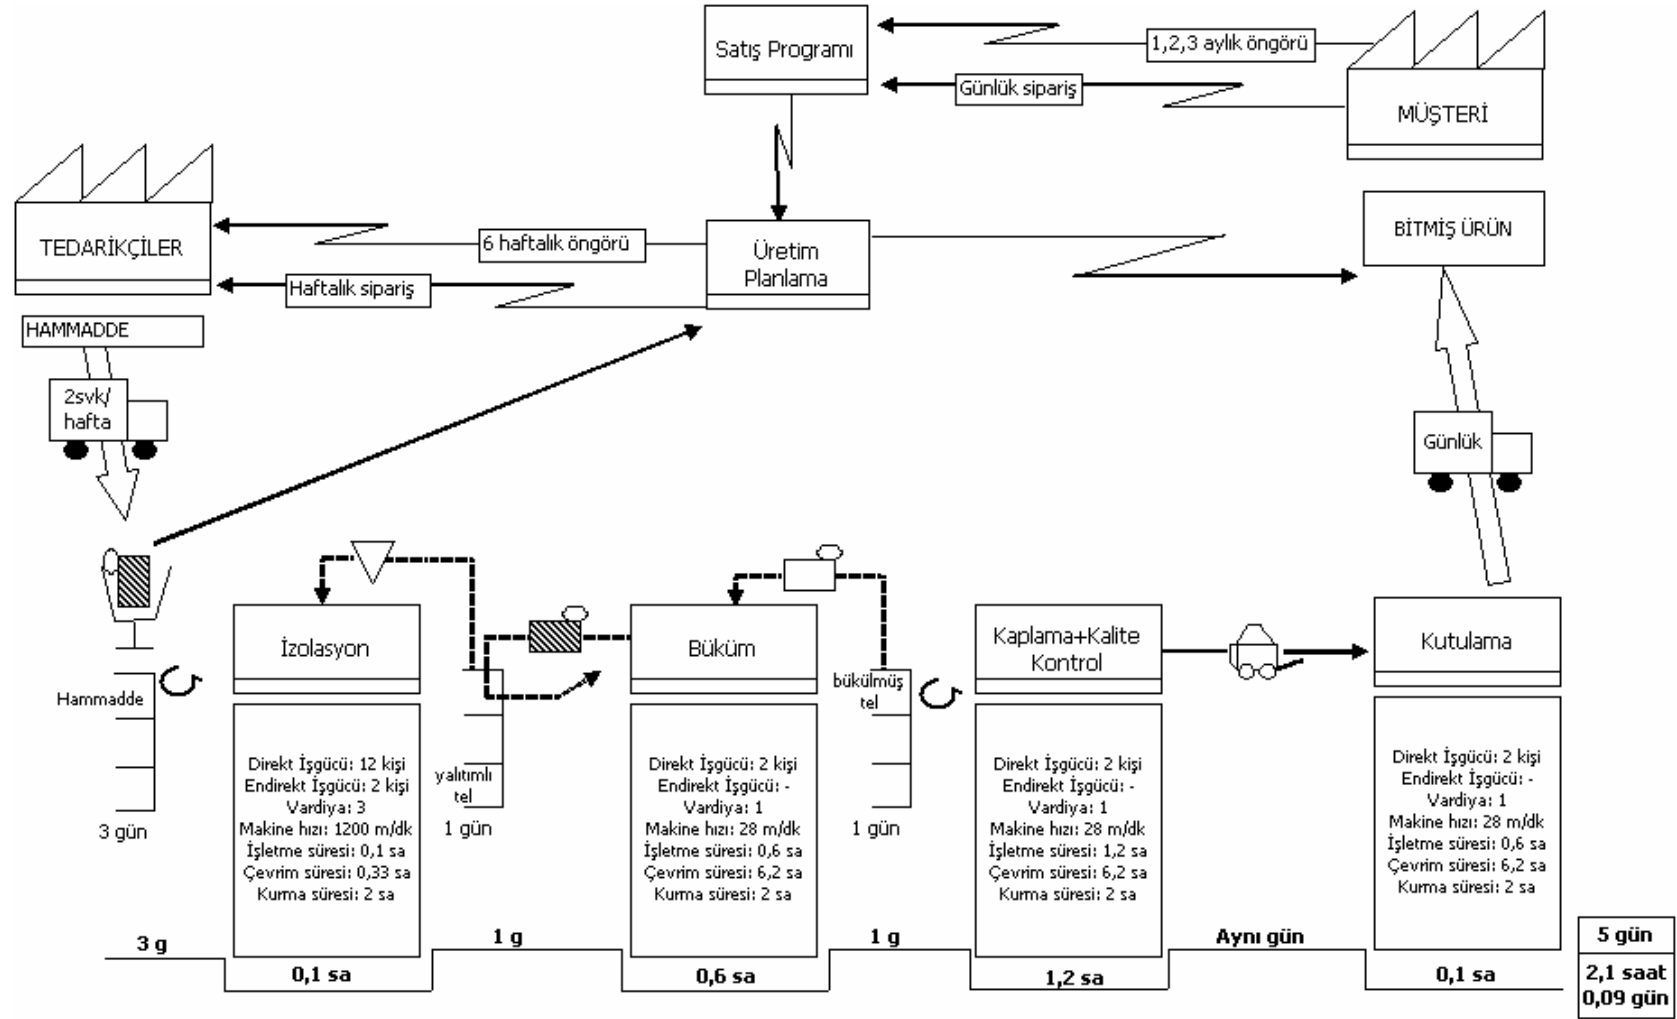 Satış Programı
1,2,3 aylık öngörü
Günlük sipariş
MÜŞTERİ
TEDARİKÇİLER
6 haftalık öngörü
Haftalık sipariş
Üretim
Planlama
BİTMİŞ ÜRÜN
HAMMADDE
2svk/
hafta
Günlük
Hammadde
3 gün
İzolasyon
Direkt İşgücü: 12 kişi
Endirekt İşgücü: 2 kişi
Vardiya: 3
Makine hızı: 1200 m/dk
İşletme süresi: 0,1 sa
Çevrim süresi: 0,33 sa
Kurma süresi: 2 sa
yalıtımlı
tel
1 gün
Büküm
Direkt İşgücü: 2 kişi
Endirekt İşgücü: -
Vardiya: 1
Makine hızı: 28 m/dk
İşletme süresi: 0,6 sa
Çevrim süresi: 6,2 sa
Kurma süresi: 2 sa
bükülmüş
tel
1 gün
Kaplama+Kalite
Kontrol
Direkt İşgücü: 2 kişi
Endirekt İşgücü: -
Vardiya: 1
Makine hızı: 28 m/dk
İşletme süresi: 1,2 sa
Çevrim süresi: 6,2 sa
Kurma süresi: 2 sa
Kutulama
Direkt İşgücü: 2 kişi
Endirekt İşgücü: -
Vardiya: 1
Makine hızı: 28 m/dk
İşletme süresi: 0,6 sa
Çevrim süresi: 6,2 sa
Kurma süresi: 2 sa
3 g
0,1 sa
1 g
0,6 sa
1 g
1,2 sa
Aynı gün
0,1 sa
5 gün
2,1 saat
0,09 gün